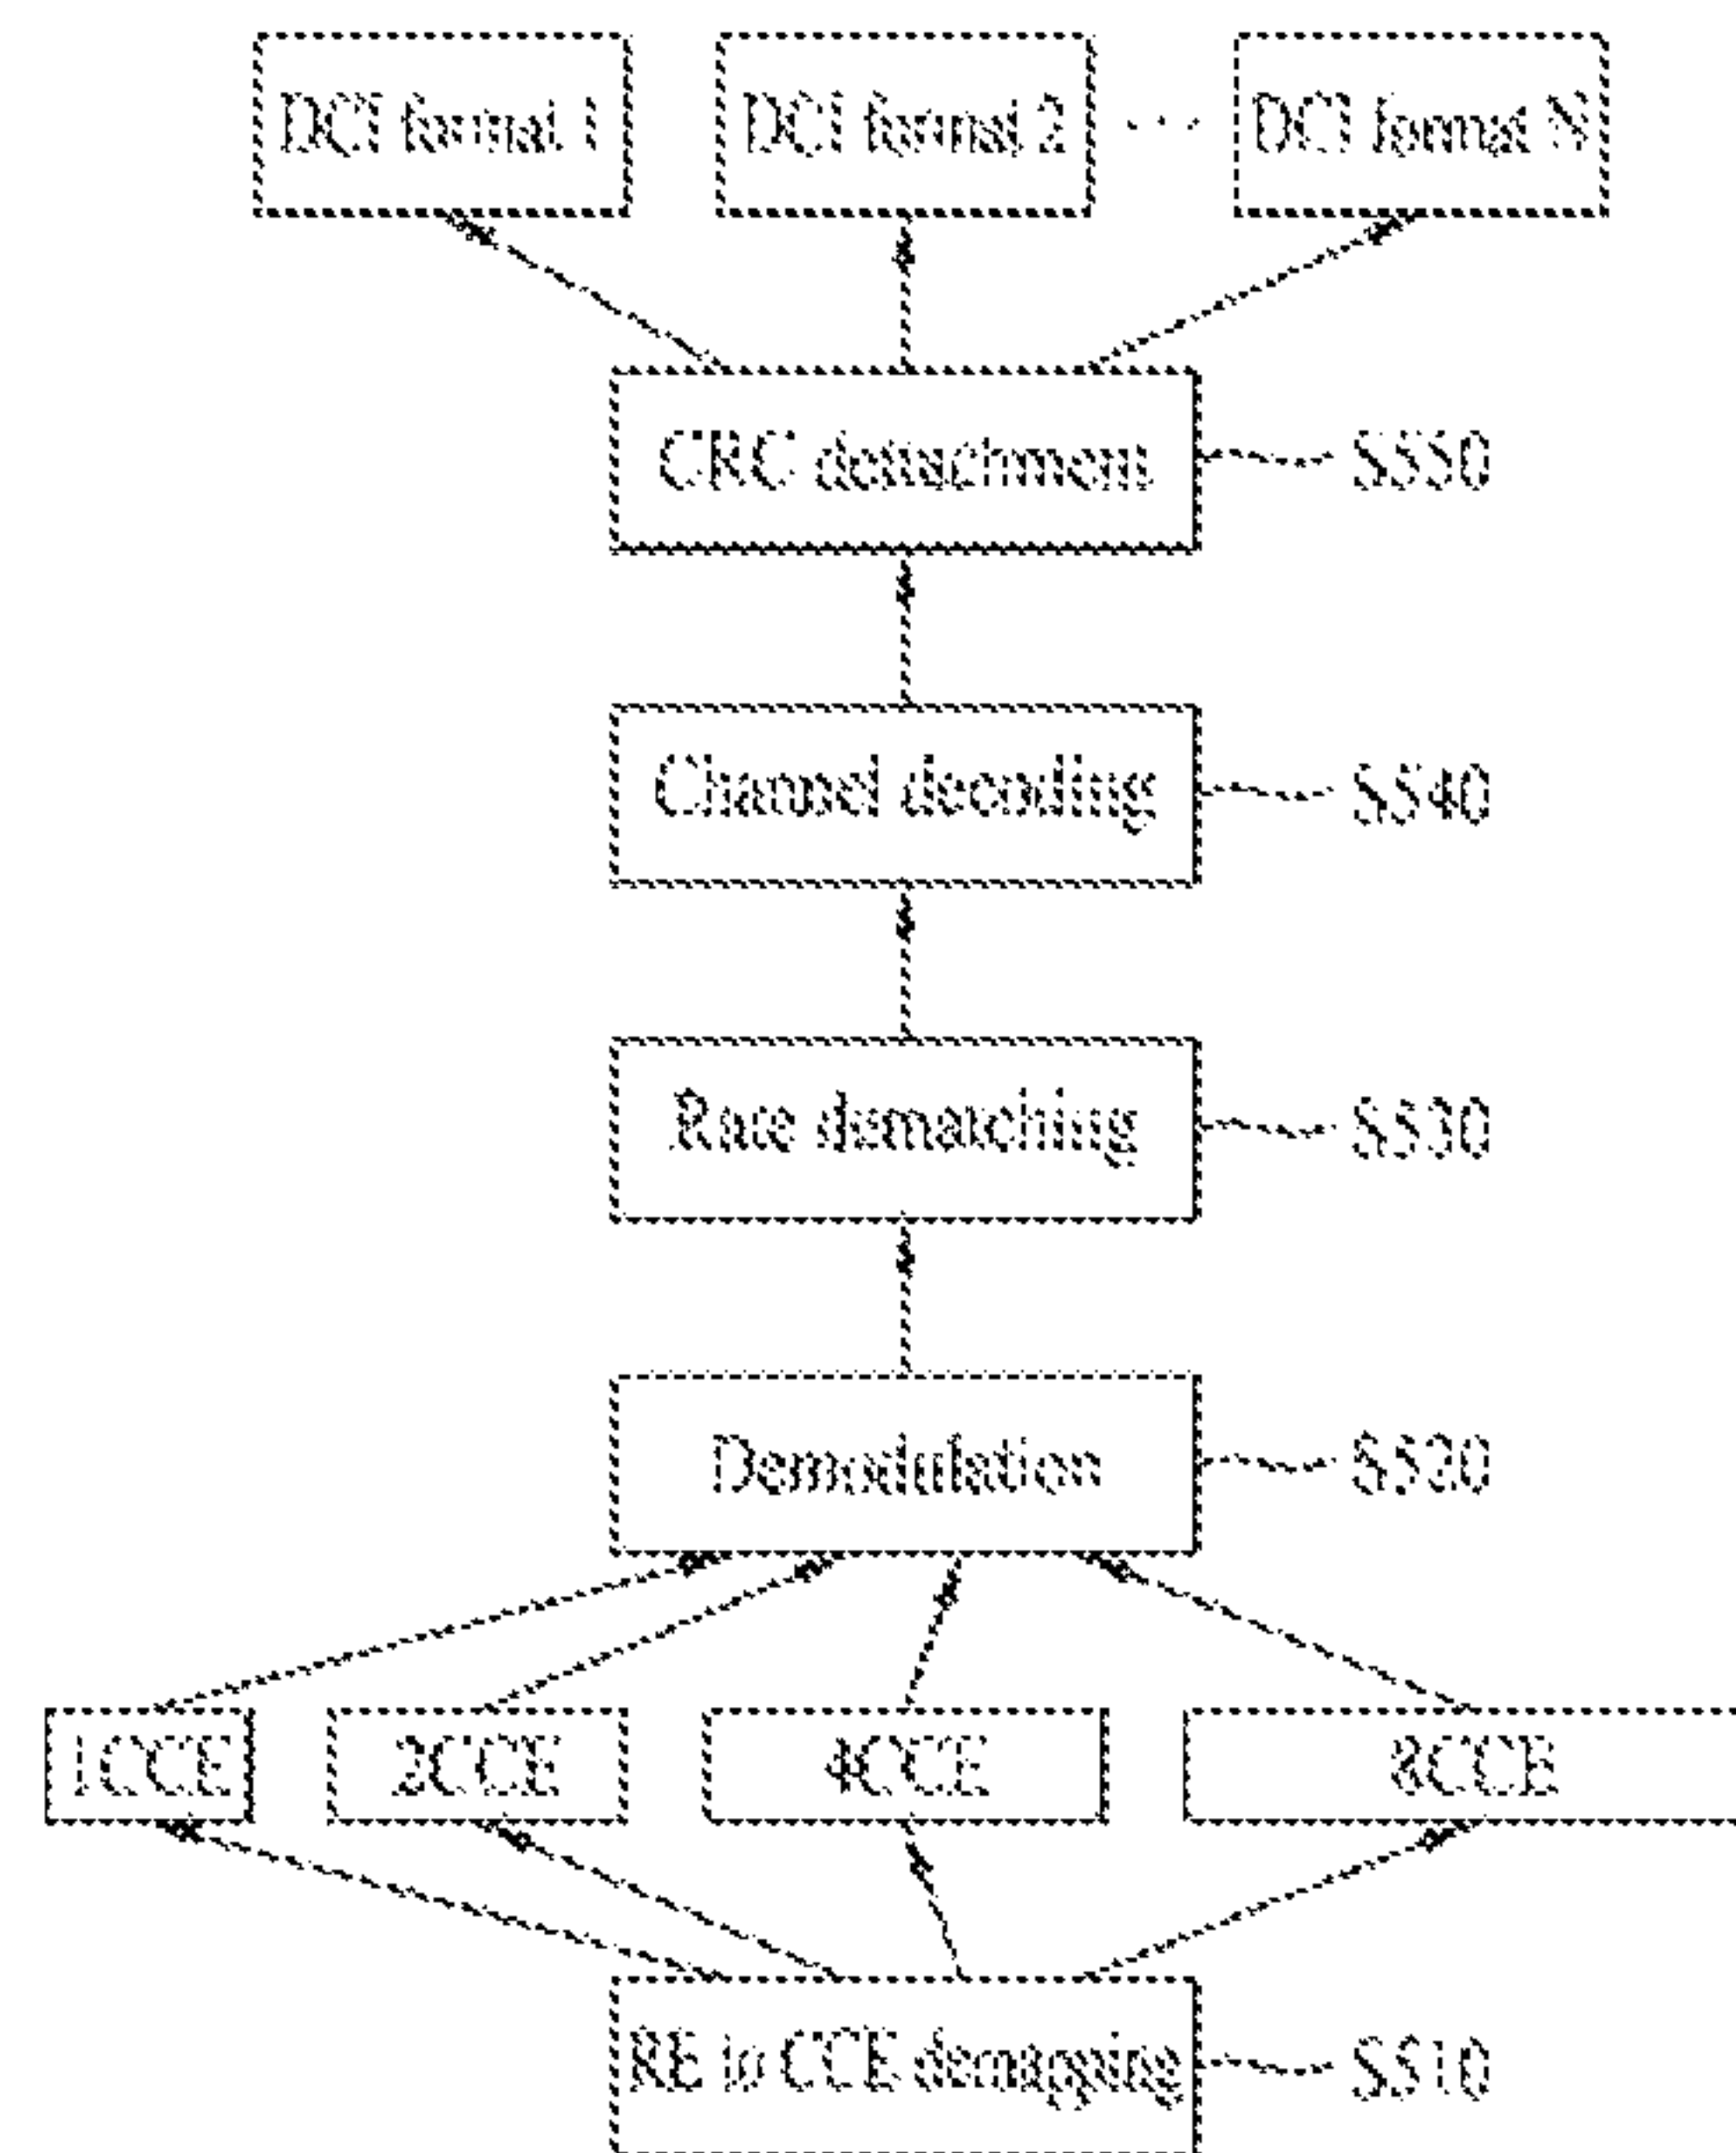 DCI format 1 DCI format 2 ... DCI format N
CRC dettachment S550
Channel decoding S540
Rate dematching S530
Demodulation S520
1CCE 2CCE 4CCE 8CCE
RE to CCE demapping S510